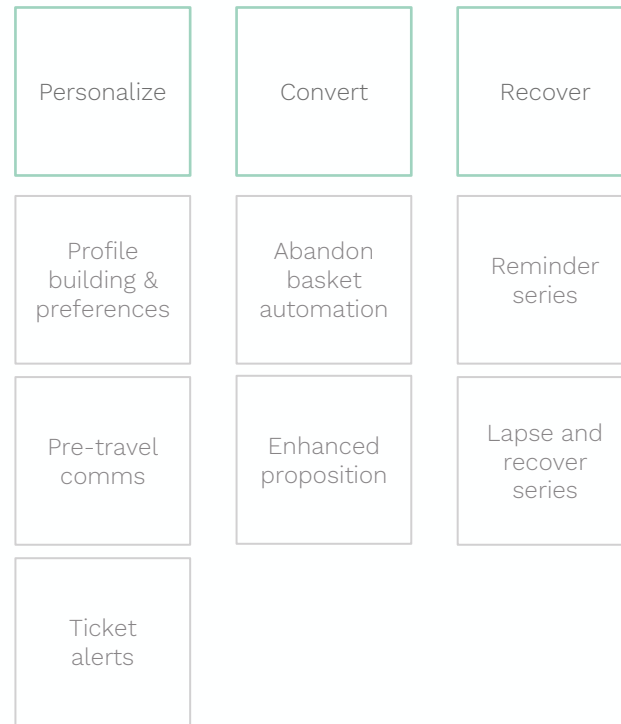 Personalize
Convert
Recover
Profile
building &
preferences
Abandon
basket
automation
Reminder
series
Pre-travel
comms
Enhanced
proposition
Lapse and
recover
series
Ticket
alerts